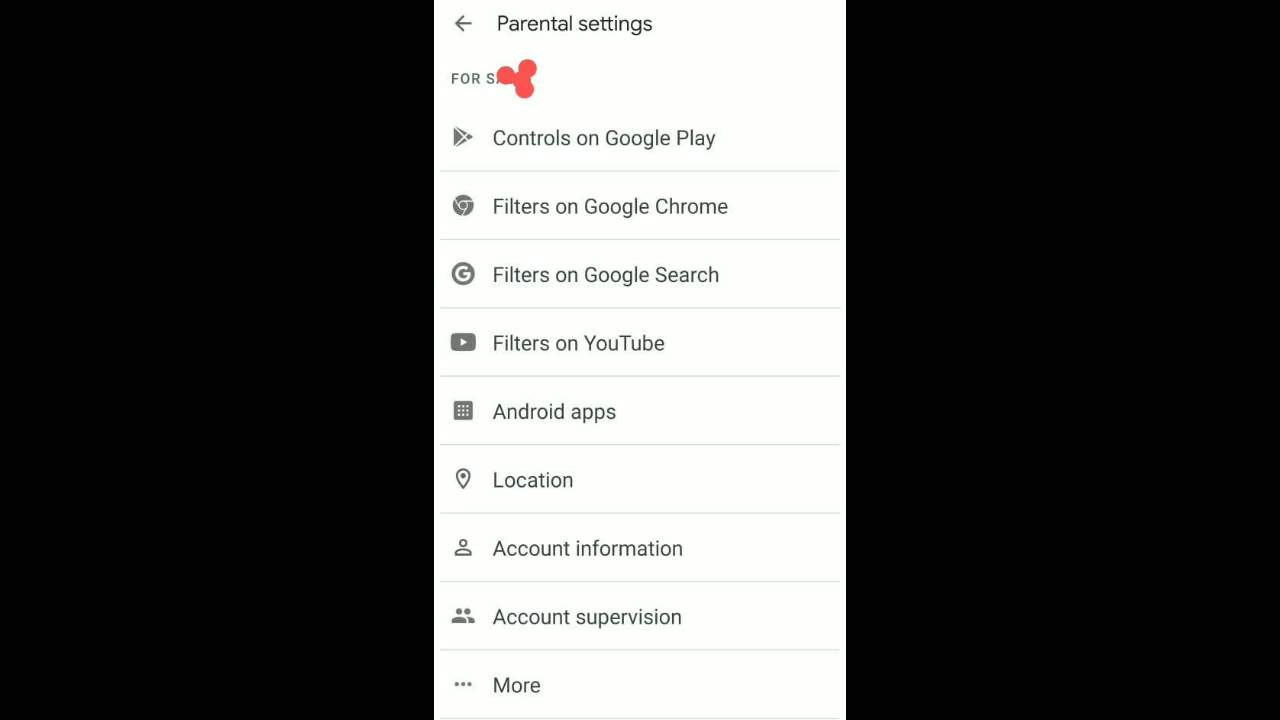 Parental settings
FOR
Controls on Google Play
Filters on Google Chrome
Filters on Google Search
Filters on YouTube
Android apps
Location
Account information
Account supervision
More